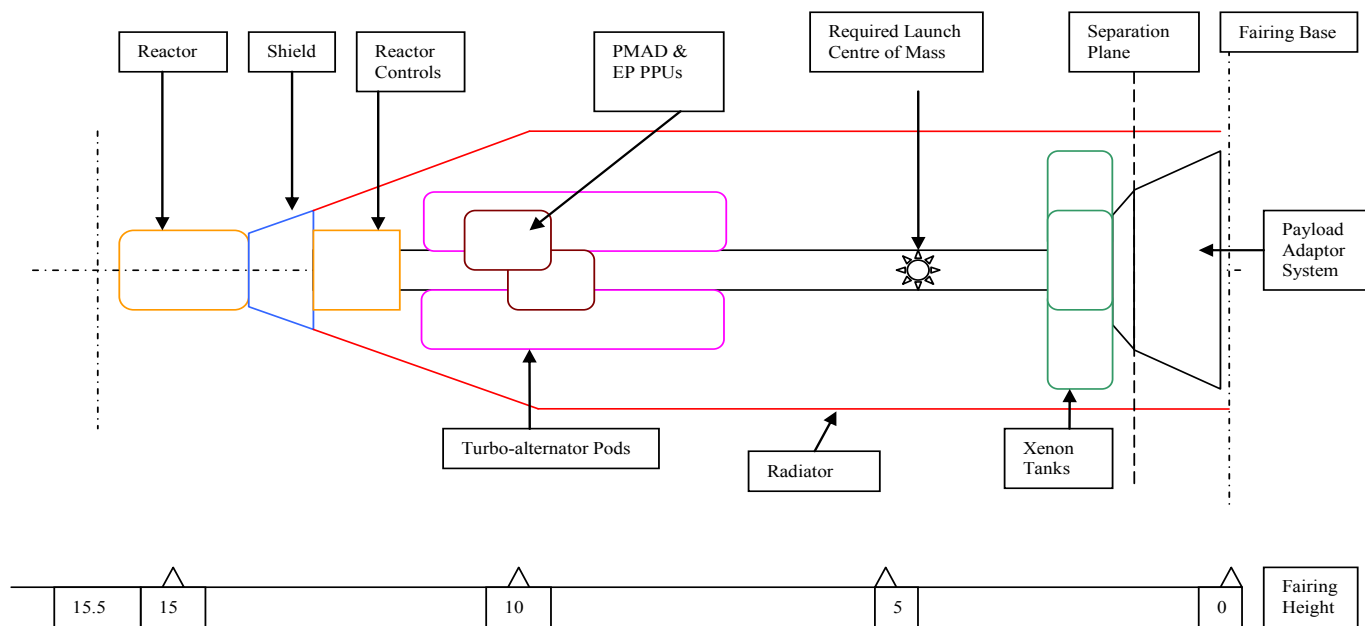 Reactor
Shield
Reactor
Controls
PMAD &
EP PPUs
Required Launch
Centre of Mass
Separation
Plane
Fairing Base
Payload
Adaptor
System
Turbo-alternator Pods
Radiator
Xenon
Tanks
15.5
15
10
5
0
Fairing
Height